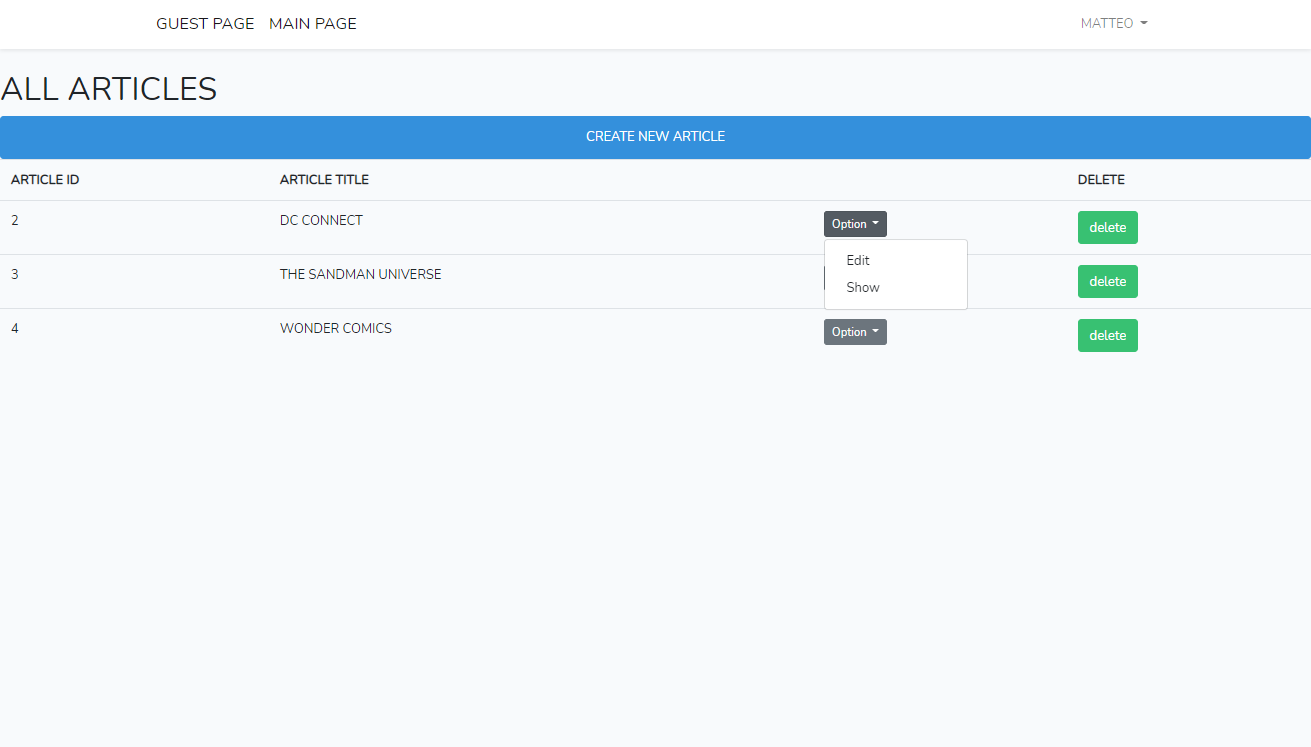 GUEST PAGE MAIN PAGE MATTEO
ALL ARTICLES
CREATE NEW ARTICLE
ARTICLE ID ARTICLE TITLE DELETE
2 DC CONNECT Option delete
Edit
3 THE SANDMAN UNIVERSE delete
Show
4 WONDER COMICS Option delete